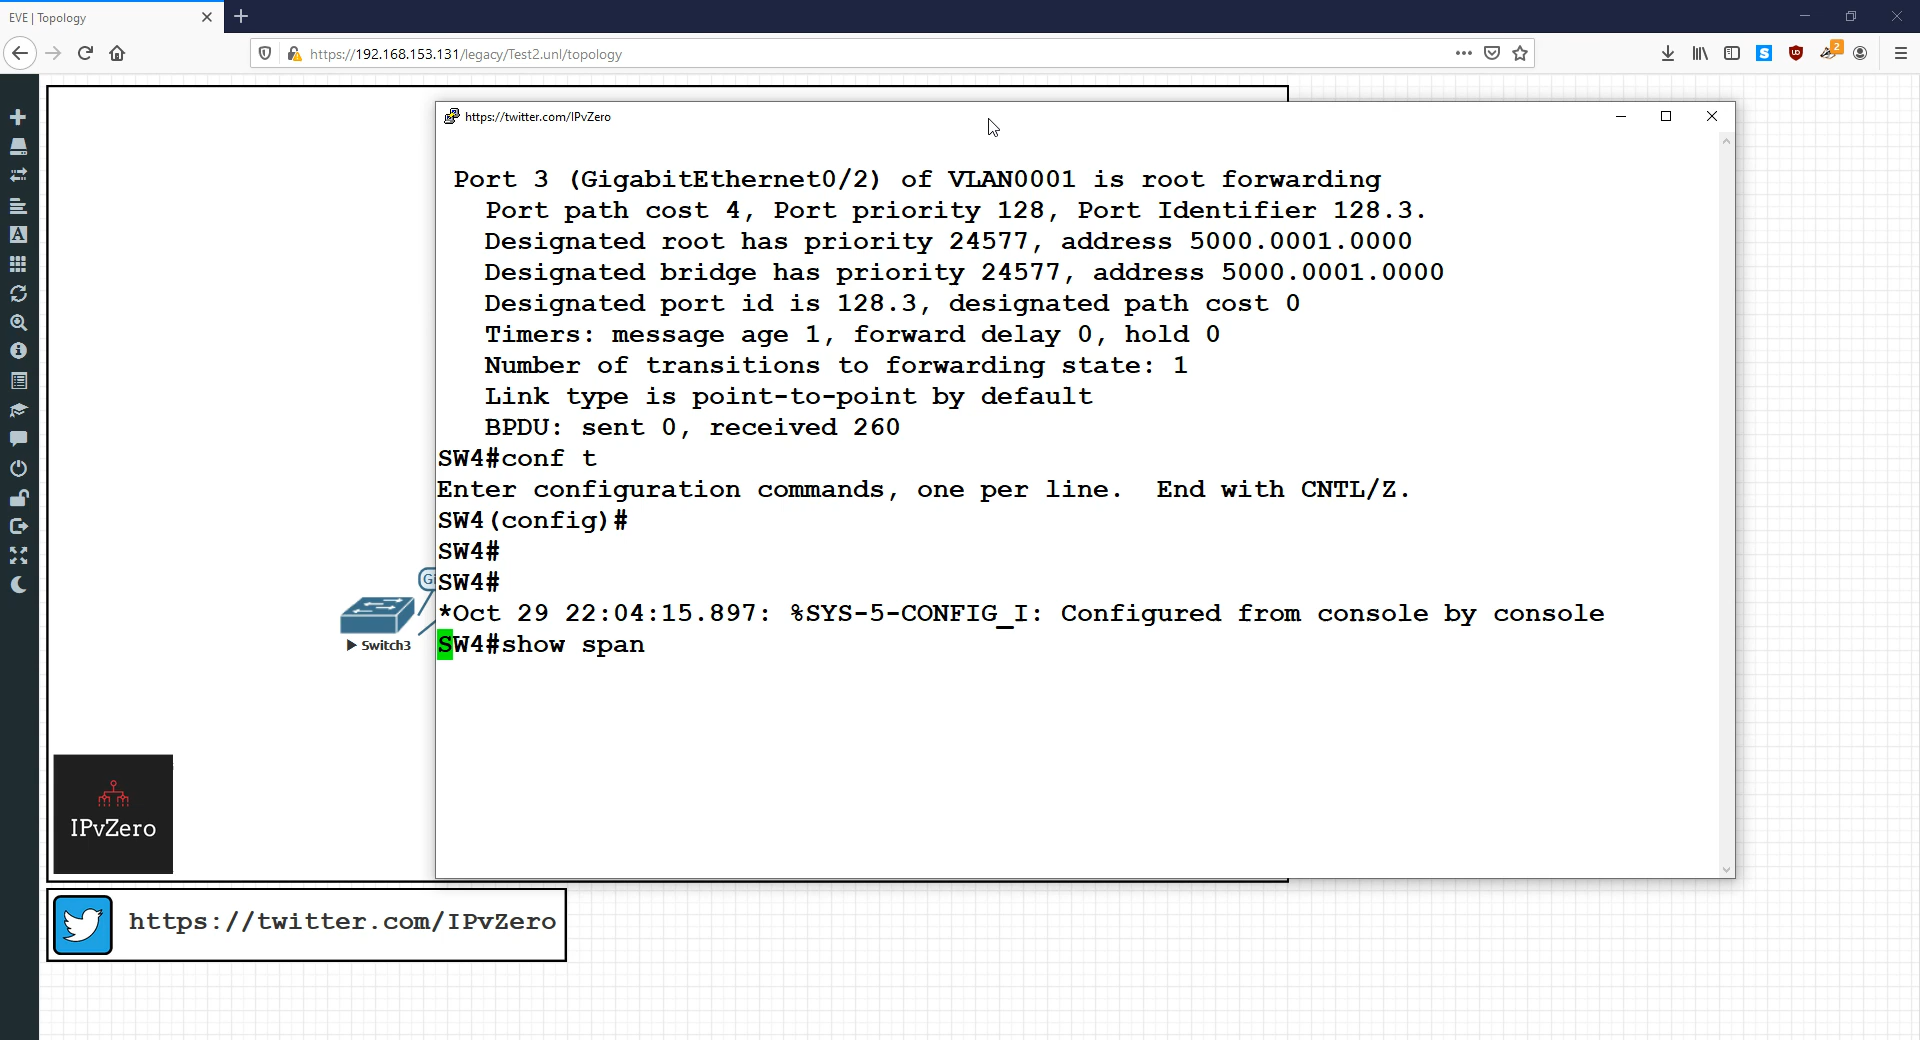 EVE | Topology
https://192.168.153.131/legacy/Test2.unl/topology
2
https://twitter.com/IPvZero
Port 3 (GigabitEthernet0/2) of VLAN0001 is root forwarding
Port path cost 4, Port priority 128, Port Identifier 128.3.
Designated root has priority 24577, address 5000.0001.0000
Designated bridge has priority 24577, address 5000.0001.0000
Designated port id is 128.3, designated path cost 0
Timers: message age 1, forward delay 0, hold 0
Number of transitions to forwarding state: 1
Link type is point-to-point by default
BPDU: sent 0, received 260
SW4#conf t
Enter configuration commands, one per line.  End with CNTL/Z.
SW4(config)#
SW4#
SW4#
*Oct 29 22:04:15.897: %SYS-5-CONFIG_I: Configured from console by console
SW4#show span
Switch3
IPvZero
https://twitter.com/IPvZero